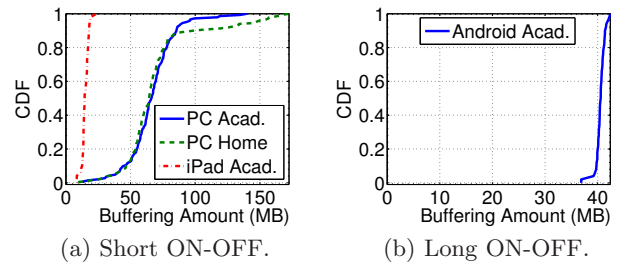 1
0.8
0.6
0.4
0.2
0
CDF
PC Acad.
PC Home
iPad Acad.
0 50 100 150
Buffering Amount (MB)
(a) Short ON-OFF.
1
0.8
0.6
0.4
0.2
0
CDF
Android Acad.
0 10 20 30 40
Buffering Amount (MB)
(b) Long ON-OFF.